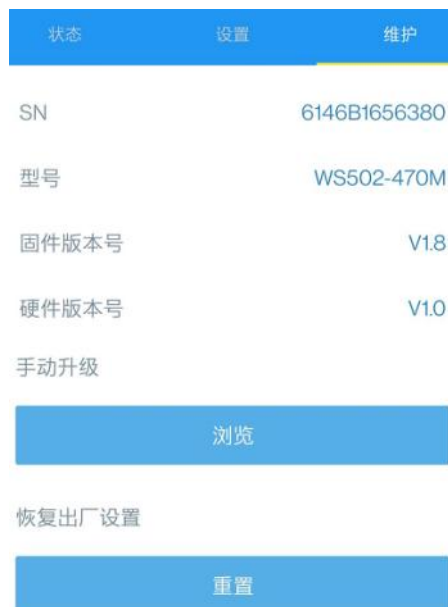 状态 设置 维护
SN 6146B1656380
型号 WS502-470M
固件版本号 V1.8
硬件版本号 V1.0
手动升级
浏览
恢复出厂设置
重置